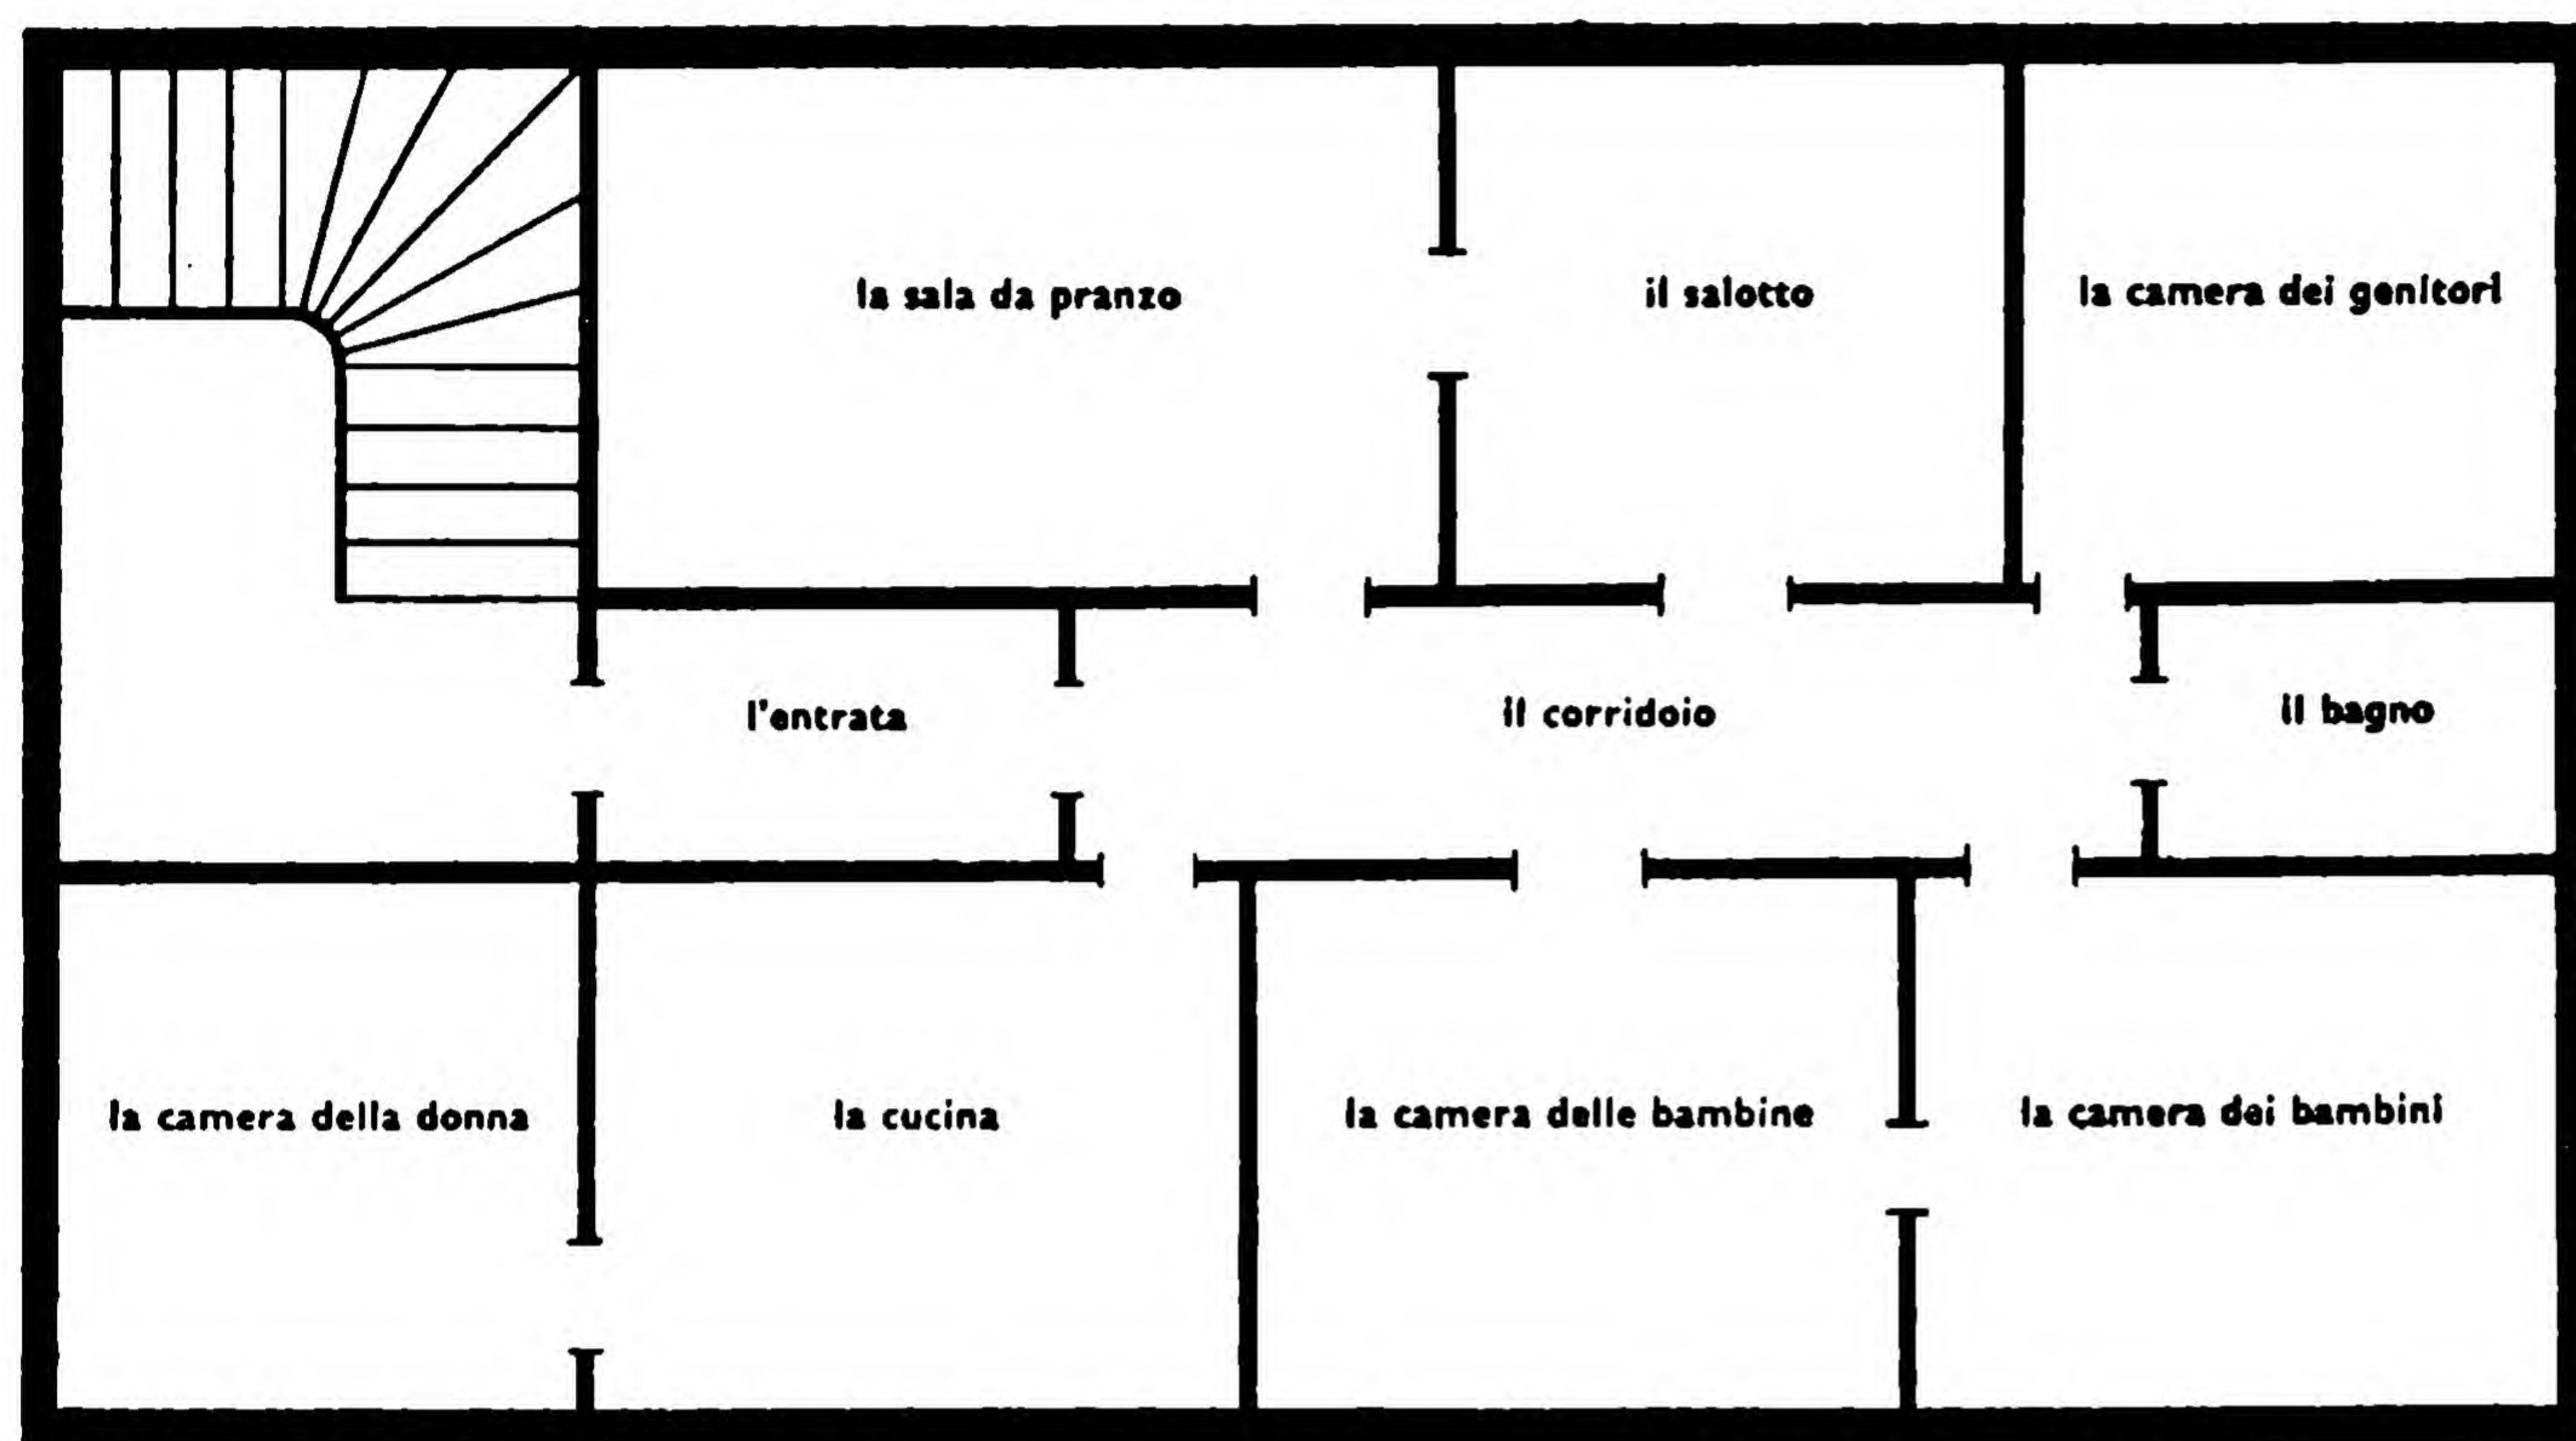 la sala da pranzo
il salotto
la camera dei genitori
l'entrata
il corridoio
il bagno
la camera della donna
la cucina
la camera delle bambine
la camera dei bambini